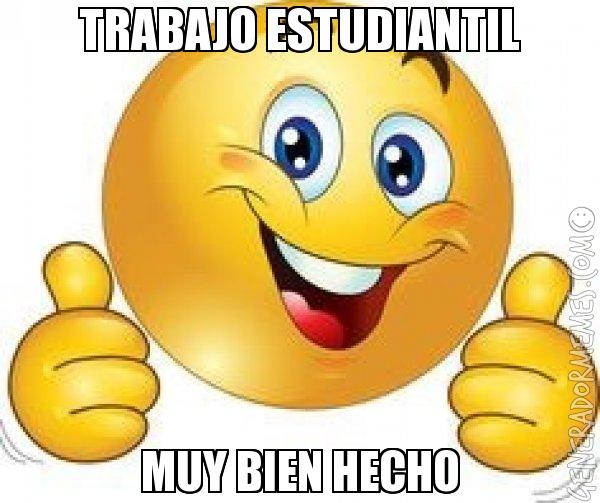 TRABAJO ESTUDIANTIL
MUY BIEN HECHO
GENERADORMEMES.COM